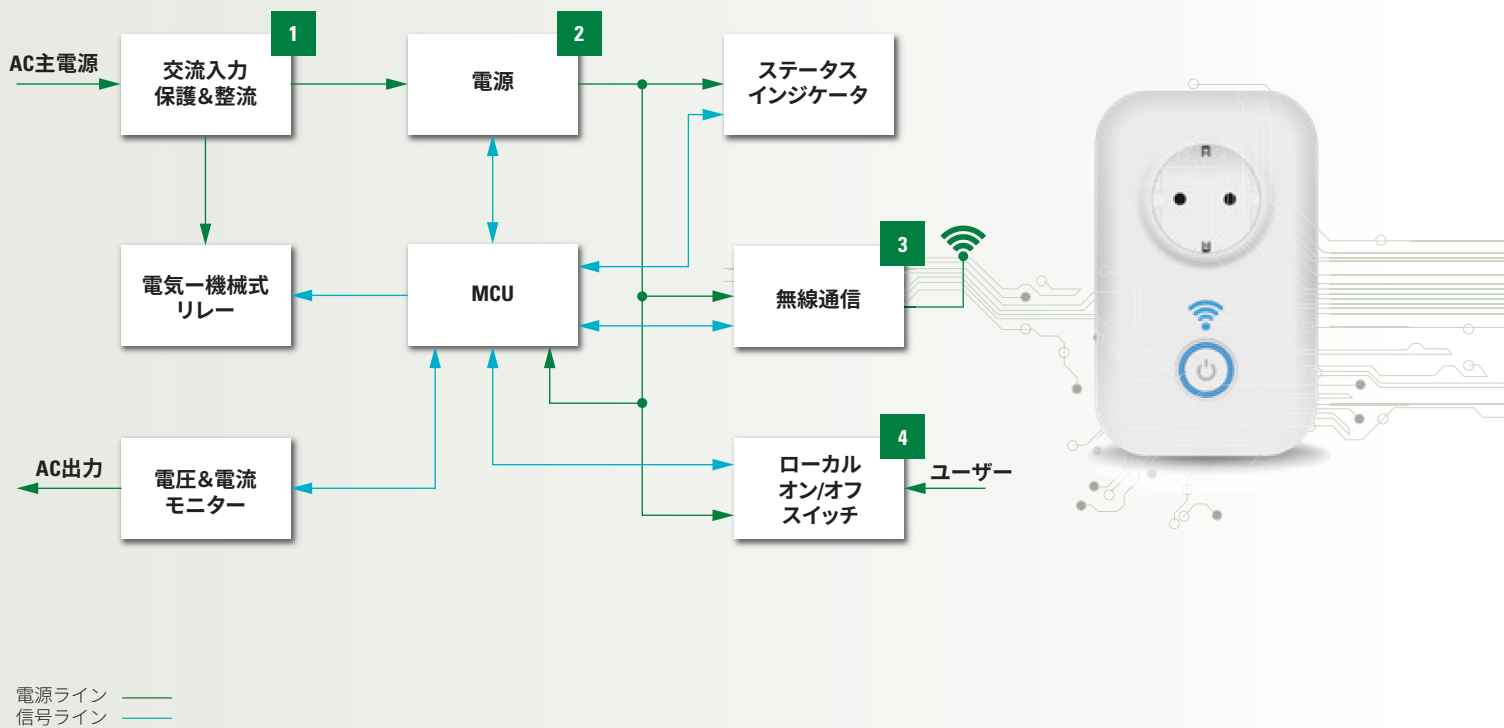 1
2
AC主電源
交流入力
保護&整流
電源
ステータス
インジケータ
3
電気ー機械式
リレー
MCU
無線通信
4
AC出力
電圧&電流
モニター
ローカル
オン/オフ
スイッチ
ユーザー
電源ライン
信号ライン